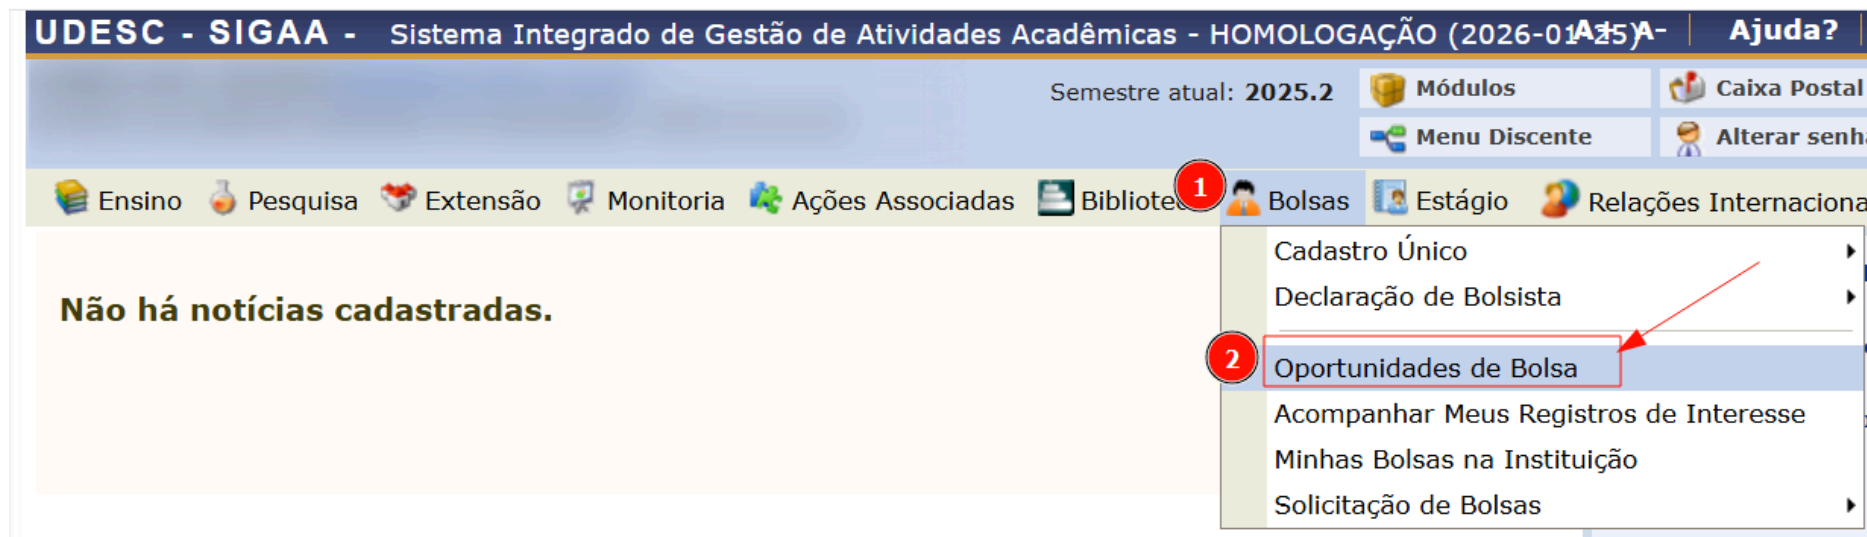 UDESC - SIGAA - Sistema Integrado de Gestão de Atividades Acadêmicas - HOMOLOGAÇÃO (2026-01-25) A+ A- Ajuda?
Semestre atual: 2025.2 Módulos Caixa Postal
Menu Discente Alterar senha
Ensino Pesquisa Extensão Monitoria Ações Associadas Bibliote 1 Bolsas Estágio Relações Internaciona
Cadastro Único
Não há notícias cadastradas.
Declaração de Bolsista
2 Oportunidades de Bolsa
Acompanhar Meus Registros de Interesse
Minhas Bolsas na Instituição
Solicitação de Bolsas